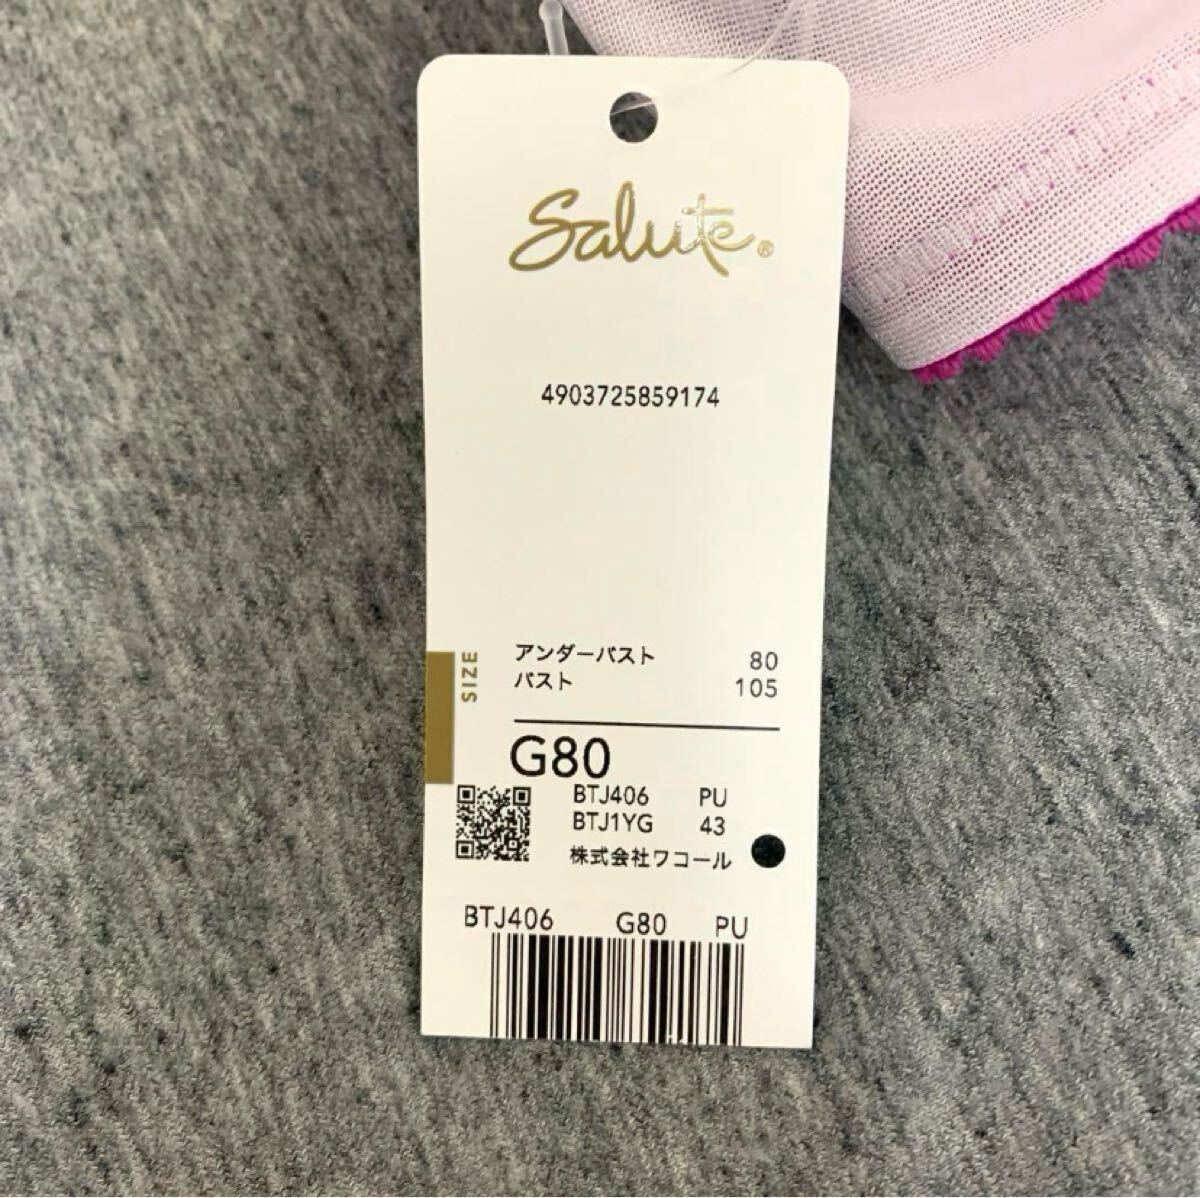 Salute®
4903725859174
SIZE
アンダーバスト 80
バスト 105
G80
BTJ406 PU
BTJ1YG 43
株式会社ワコール
BTJ406 G80 PU